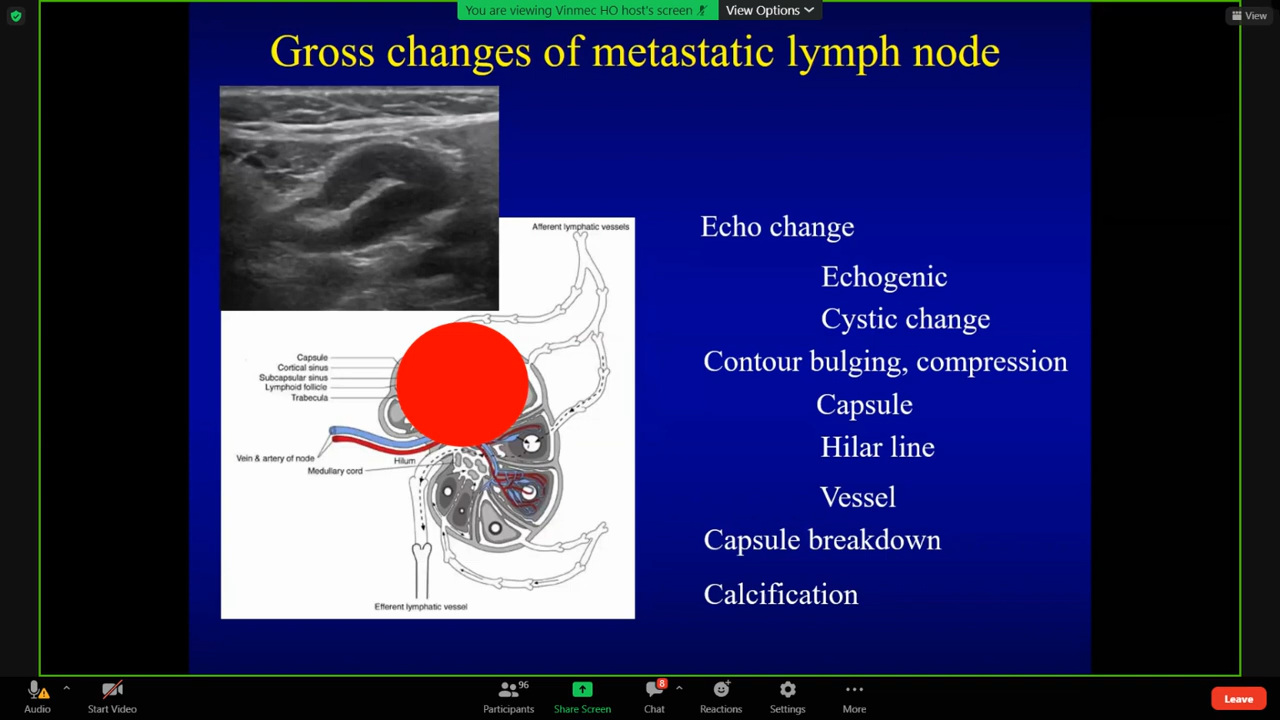 You are viewing Vinmec HO host's screen
View Options
View
Gross changes of metastatic lymph node
Afferent lymphatic vessels
Capsule
Cortical sinus
Subcapsular sinus
Lymphoid follicle
Trabecula
Vein & artery of node
Hilum
Medullary cord
Efferent lymphatic vessel
Echo change
Echogenic
Cystic change
Contour bulging, compression
Capsule
Hilar line
Vessel
Capsule breakdown
Calcification
Audio
Start Video
96
Participants
Share Screen
8
Chat
Reactions
Settings
More
Leave